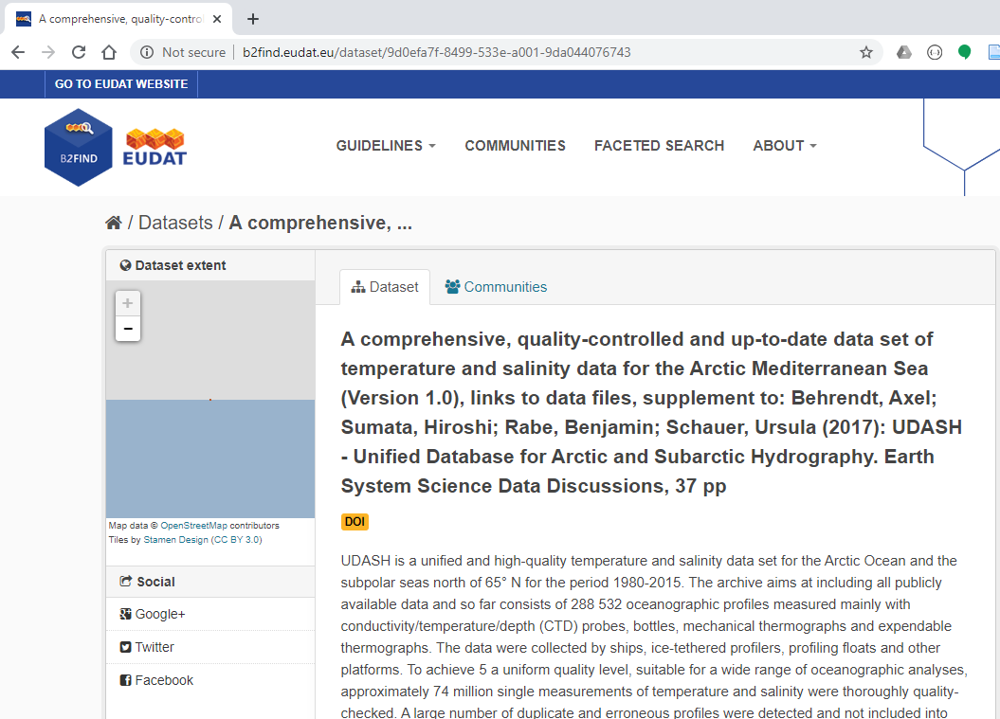 A comprehensive, quality-contro
Not secure
b2find.eudat.eu/dataset/9d0efa7f-8499-533e-a001-9da044076743
GO TO EUDAT WEBSITE
B2FIND
EUDAT
GUIDELINES
COMMUNITIES
FACETED SEARCH
ABOUT
/ Datasets / A comprehensive, ...
Dataset extent
+
−
Map data © OpenStreetMap contributors
Tiles by Stamen Design (CC BY 3.0)
Social
Google+
Twitter
Facebook
Dataset
Communities
A comprehensive, quality-controlled and up-to-date data set of
temperature and salinity data for the Arctic Mediterranean Sea
(Version 1.0), links to data files, supplement to: Behrendt, Axel;
Sumata, Hiroshi; Rabe, Benjamin; Schauer, Ursula (2017): UDASH
- Unified Database for Arctic and Subarctic Hydrography. Earth
System Science Data Discussions, 37 pp
DOI
UDASH is a unified and high-quality temperature and salinity data set for the Arctic Ocean and the
subpolar seas north of 65° N for the period 1980-2015. The archive aims at including all publicly
available data and so far consists of 288 532 oceanographic profiles measured mainly with
conductivity/temperature/depth (CTD) probes, bottles, mechanical thermographs and expendable
thermographs. The data were collected by ships, ice-tethered profilers, profiling floats and other
platforms. To achieve 5 a uniform quality level, suitable for a wide range of oceanographic analyses,
approximately 74 million single measurements of temperature and salinity were thoroughly quality-
checked. A large number of duplicate and erroneous profiles were detected and not included into